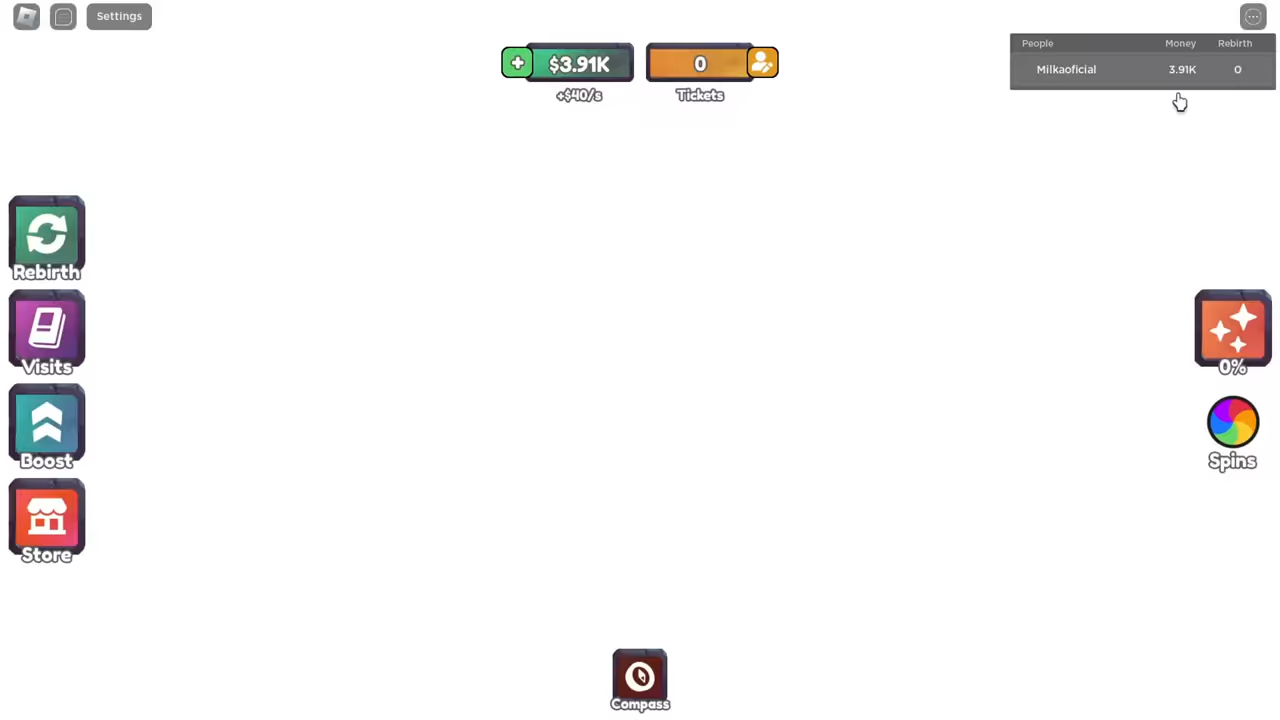 Settings
$3.91K
+$40/s
0
Tickets
People Money Rebirth
Milkaoficial 3.91K 0
Rebirth
Visits
Boost
Store
0%
Spins
Compass